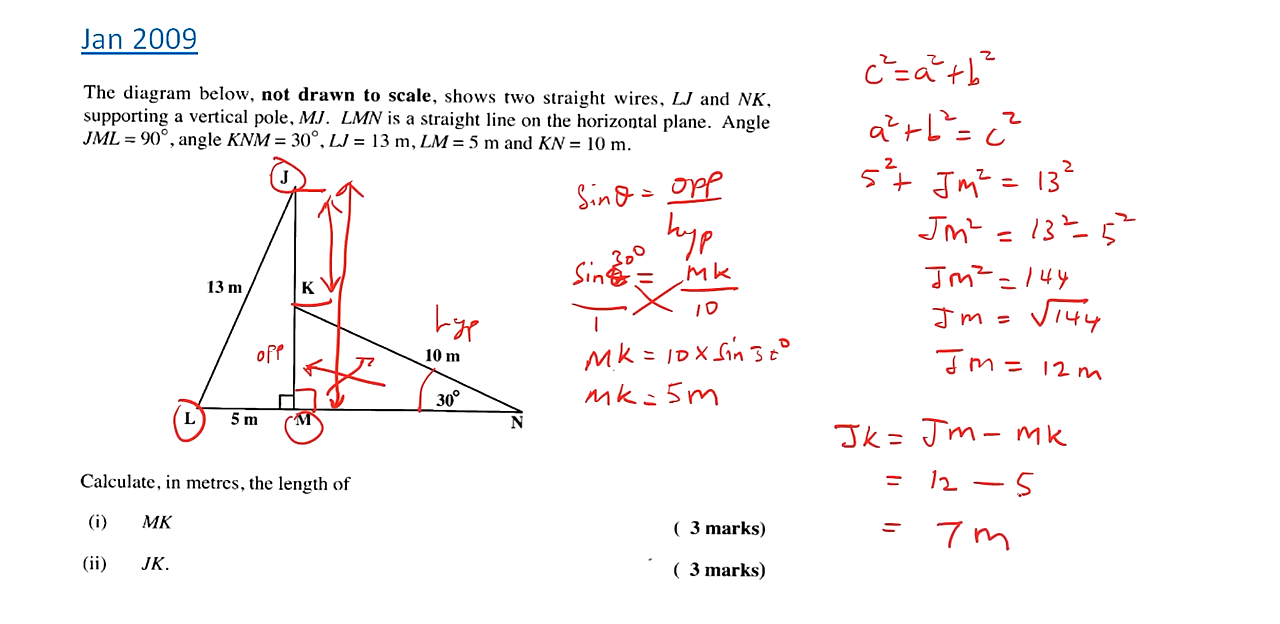 Jan 2009
The diagram below, not drawn to scale, shows two straight wires, LJ and NK,
supporting a vertical pole, MJ. LMN is a straight line on the horizontal plane. Angle
JML = 90°, angle KNM = 30°, LJ = 13 m, LM = 5 m and KN = 10 m.
J
13 m
K
hyp
opp
10 m
30°
L
5 m
M
N
Calculate, in metres, the length of
(i) MK ( 3 marks)
(ii) JK. ( 3 marks)
Sinθ = opp
hyp
Sin 30° = MK
1 10
MK = 10 x Sin 30°
MK = 5m
c² = a² + b²
a² + b² = c²
5² + Jm² = 13²
Jm² = 13² - 5²
Jm² = 144
Jm = √144
Jm = 12m
JK = Jm - MK
= 12 - 5
= 7m